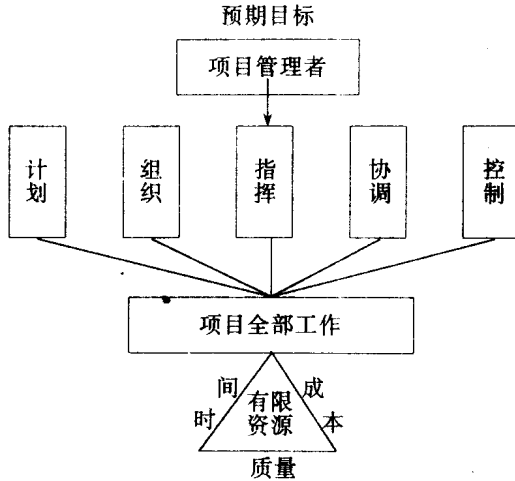 预期目标
项目管理者
计划
组织
指挥
协调
控制
项目全部工作
时间
有限
资源
成本
质量